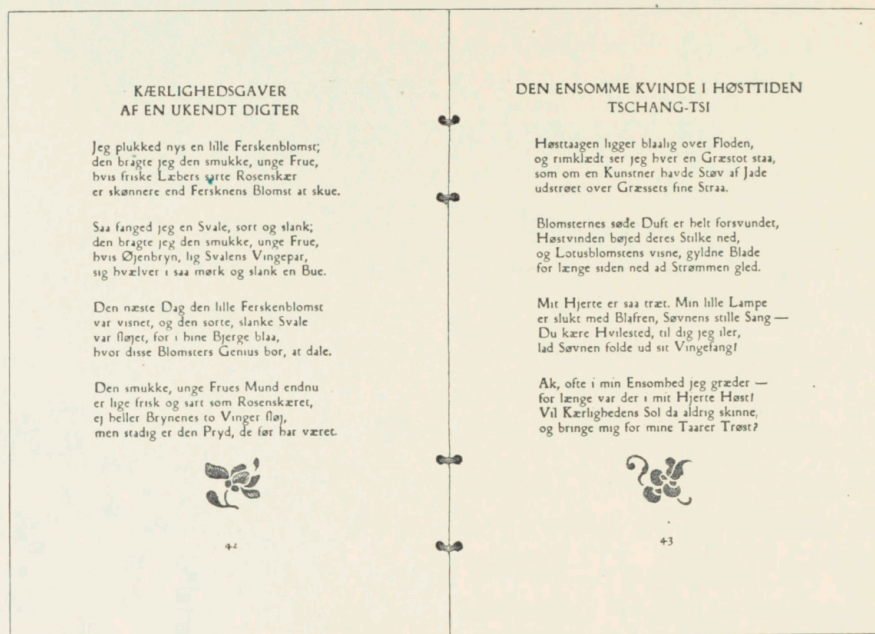 KÆRLIGHEDSGAVER
AF EN UKENDT DIGTER
Jeg plukked nys en lille Ferskenblomst;
den bragte jeg den smukke, unge Frue,
hvis friske Læbers sarte Rosenskær
er skønnere end Fersknens Blomst at skue.
Saa fanged jeg en Svale, sort og slank;
den bragte jeg den smukke, unge Frue,
hvis Øjenbryn, lig Svalens Vingepar,
sig hvælver i saa mørk og slank en Bue.
Den næste Dag den lille Ferskenblomst
var visnet, og den sorte, slanke Svale
var fløjet, for i hine Bjerge blaa,
hvor disse Blomsters Genius bor, at dale.
Den smukke, unge Frues Mund endnu
er lige frisk og sart som Rosenskæret,
ej heller Brynenes to Vinger fløj,
men stadig er den Pryd, de før har været.
42
DEN ENSOMME KVINDE I HØSTTIDEN
TSCHANG-TSI
Høsttaagen ligger blaalig over Floden,
og rimklædt ser jeg hver en Græstot staa,
som om en Kunstner havde Støv af Jade
udstrøet over Græssets fine Straa.
Blomsternes søde Duft er helt forsvundet,
Høstvinden bøjed deres Stilke ned,
og Lotusblomstens visne, gyldne Blade
for længe siden ned ad Strømmen gled.
Mit Hjerte er saa træt. Min lille Lampe
er slukt med Blafren, Søvnens stille Sang —
Du kære Hvilested, til dig jeg iler,
lad Søvnen folde ud sit Vingefang!
Ak, ofte i min Ensomhed jeg græder —
for længe var der i mit Hjerte Høst!
Vil Kærlighedens Sol da aldrig skinne,
og bringe mig for mine Taarer Trøst?
43